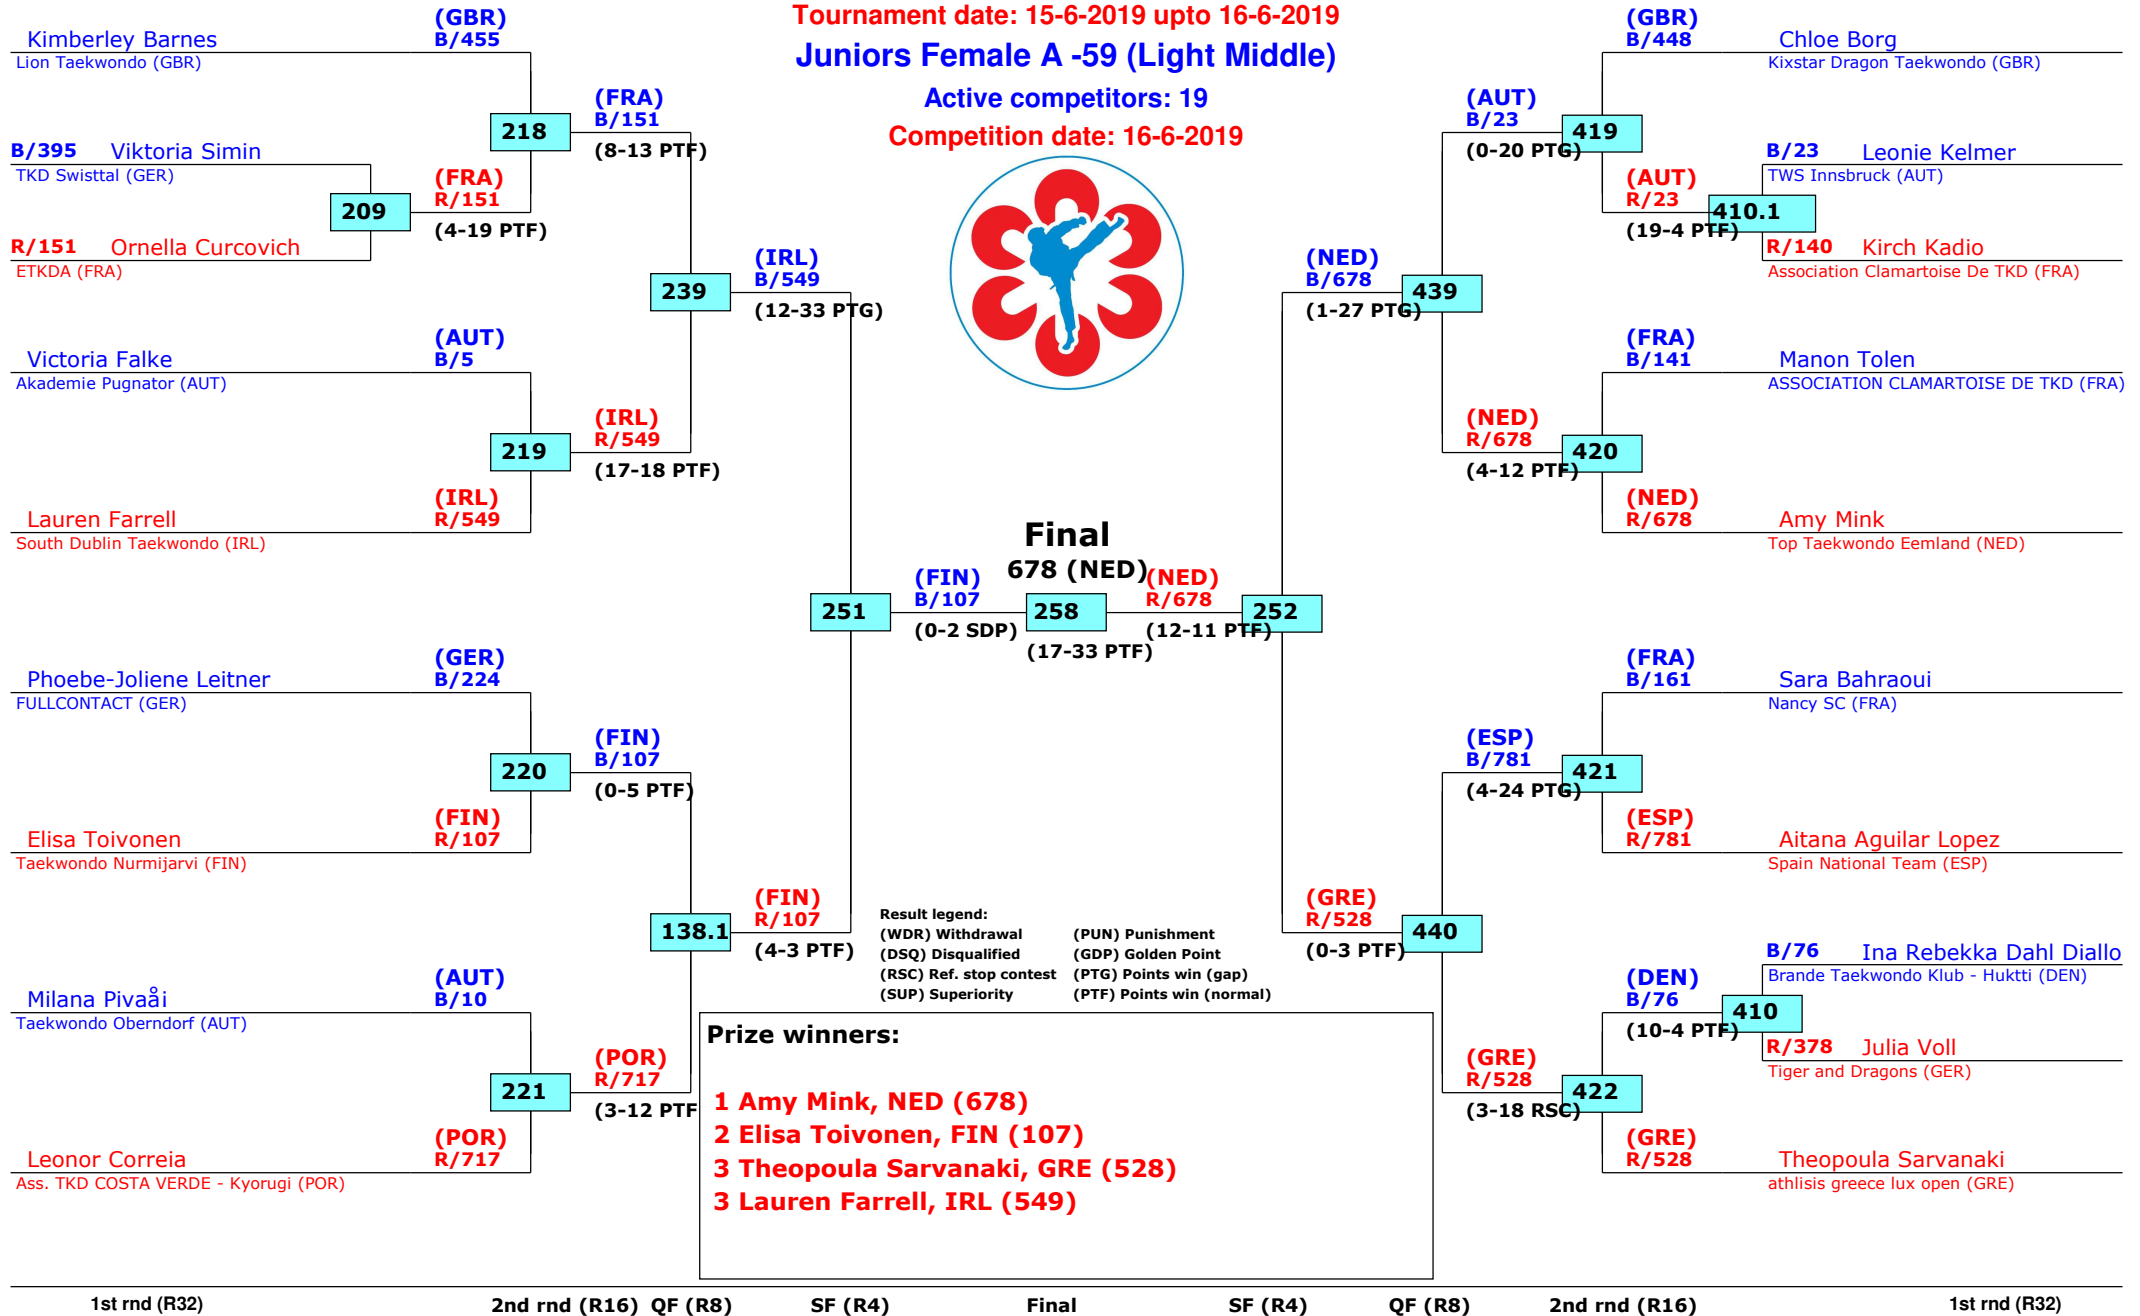 Tournament date: 15-6-2019 upto 16-6-2019
Juniors Female A -59 (Light Middle)
Active competitors: 19
Competition date: 16-6-2019
Kimberley Barnes
Lion Taekwondo (GBR)
(GBR)
B/455
B/395 Viktoria Simin
TKD Swisttal (GER)
R/151 Ornella Curcovich
ETKDA (FRA)
209
(FRA)
R/151
(4-19 PTF)
218
(FRA)
B/151
(8-13 PTF)
Victoria Falke
Akademie Pugnator (AUT)
(AUT)
B/5
Lauren Farrell
South Dublin Taekwondo (IRL)
(IRL)
R/549
219
(IRL)
R/549
(17-18 PTF)
239
(IRL)
B/549
(12-33 PTG)
Phoebe-Joliene Leitner
FULLCONTACT (GER)
(GER)
B/224
Elisa Toivonen
Taekwondo Nurmijarvi (FIN)
(FIN)
R/107
220
(FIN)
B/107
(0-5 PTF)
Milana Pivaåi
Taekwondo Oberndorf (AUT)
(AUT)
B/10
Leonor Correia
Ass. TKD COSTA VERDE - Kyorugi (POR)
(POR)
R/717
221
(POR)
R/717
(3-12 PTF
138.1
(FIN)
R/107
(4-3 PTF)
251
(FIN)
B/107
(0-2 SDP)
Final
678 (NED)
258
(17-33 PTF)
(NED)
R/678
(12-11 PTF)
252
(NED)
B/678
(1-27 PTG)
439
(AUT)
B/23
(0-20 PTG)
419
(GBR)
B/448
Chloe Borg
Kixstar Dragon Taekwondo (GBR)
(AUT)
R/23
(19-4 PTF)
410.1
B/23 Leonie Kelmer
TWS Innsbruck (AUT)
R/140 Kirch Kadio
Association Clamartoise De TKD (FRA)
(NED)
R/678
(4-12 PTF)
420
(FRA)
B/141
Manon Tolen
ASSOCIATION CLAMARTOISE DE TKD (FRA)
(NED)
R/678
Amy Mink
Top Taekwondo Eemland (NED)
(GRE)
R/528
(0-3 PTF)
440
(ESP)
B/781
(4-24 PTG)
421
(FRA)
B/161
Sara Bahraoui
Nancy SC (FRA)
(ESP)
R/781
Aitana Aguilar Lopez
Spain National Team (ESP)
(GRE)
R/528
(3-18 RSC)
422
(DEN)
B/76
(10-4 PTF)
410
B/76 Ina Rebekka Dahl Diallo
Brande Taekwondo Klub - Huktti (DEN)
R/378 Julia Voll
Tiger and Dragons (GER)
(GRE)
R/528
Theopoula Sarvanaki
athlisis greece lux open (GRE)
Result legend:
(WDR) Withdrawal (PUN) Punishment
(DSQ) Disqualified (GDP) Golden Point
(RSC) Ref. stop contest (PTG) Points win (gap)
(SUP) Superiority (PTF) Points win (normal)
Prize winners:
1 Amy Mink, NED (678)
2 Elisa Toivonen, FIN (107)
3 Theopoula Sarvanaki, GRE (528)
3 Lauren Farrell, IRL (549)
1st rnd (R32) 2nd rnd (R16) QF (R8) SF (R4) Final SF (R4) QF (R8) 2nd rnd (R16) 1st rnd (R32)